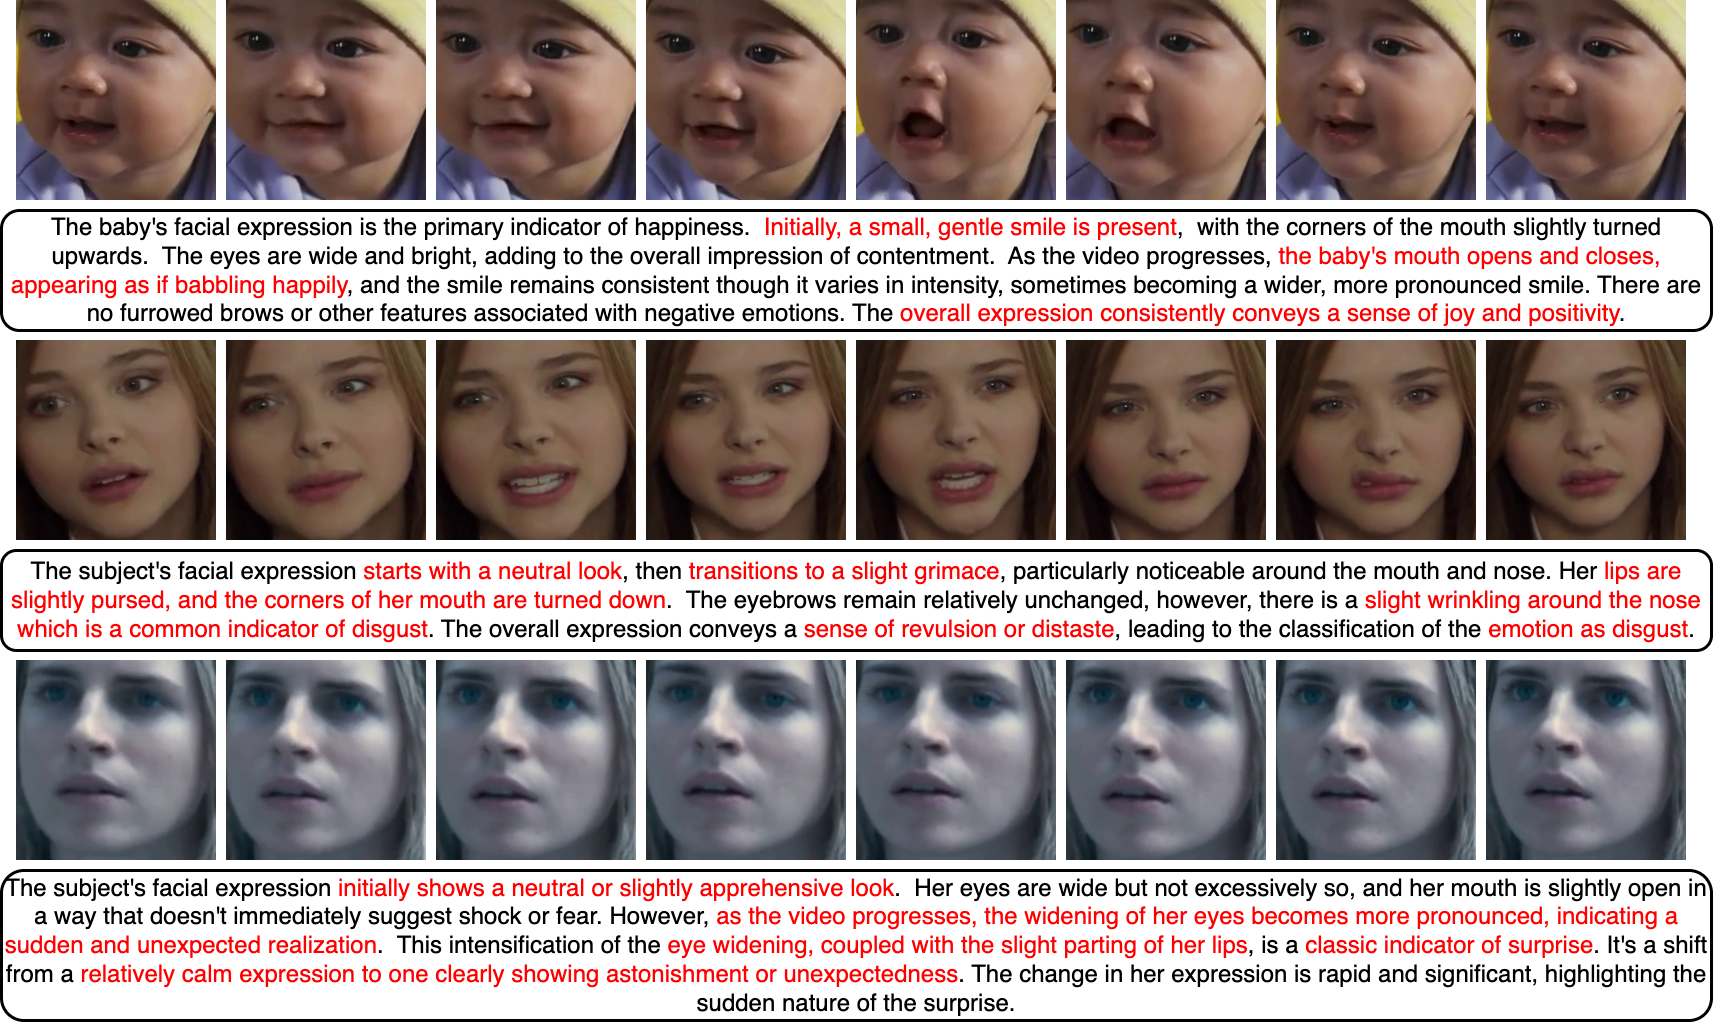 The baby's facial expression is the primary indicator of happiness. Initially, a small, gentle smile is present, with the corners of the mouth slightly turned
upwards. The eyes are wide and bright, adding to the overall impression of contentment. As the video progresses, the baby's mouth opens and closes,
appearing as if babbling happily, and the smile remains consistent though it varies in intensity, sometimes becoming a wider, more pronounced smile. There are
no furrowed brows or other features associated with negative emotions. The overall expression consistently conveys a sense of joy and positivity.
The subject's facial expression starts with a neutral look, then transitions to a slight grimace, particularly noticeable around the mouth and nose. Her lips are
slightly pursed, and the corners of her mouth are turned down. The eyebrows remain relatively unchanged, however, there is a slight wrinkling around the nose
which is a common indicator of disgust. The overall expression conveys a sense of revulsion or distaste, leading to the classification of the emotion as disgust.
The subject's facial expression initially shows a neutral or slightly apprehensive look. Her eyes are wide but not excessively so, and her mouth is slightly open in
a way that doesn't immediately suggest shock or fear. However, as the video progresses, the widening of her eyes becomes more pronounced, indicating a
sudden and unexpected realization. This intensification of the eye widening, coupled with the slight parting of her lips, is a classic indicator of surprise. It's a shift
from a relatively calm expression to one clearly showing astonishment or unexpectedness. The change in her expression is rapid and significant, highlighting the
sudden nature of the surprise.